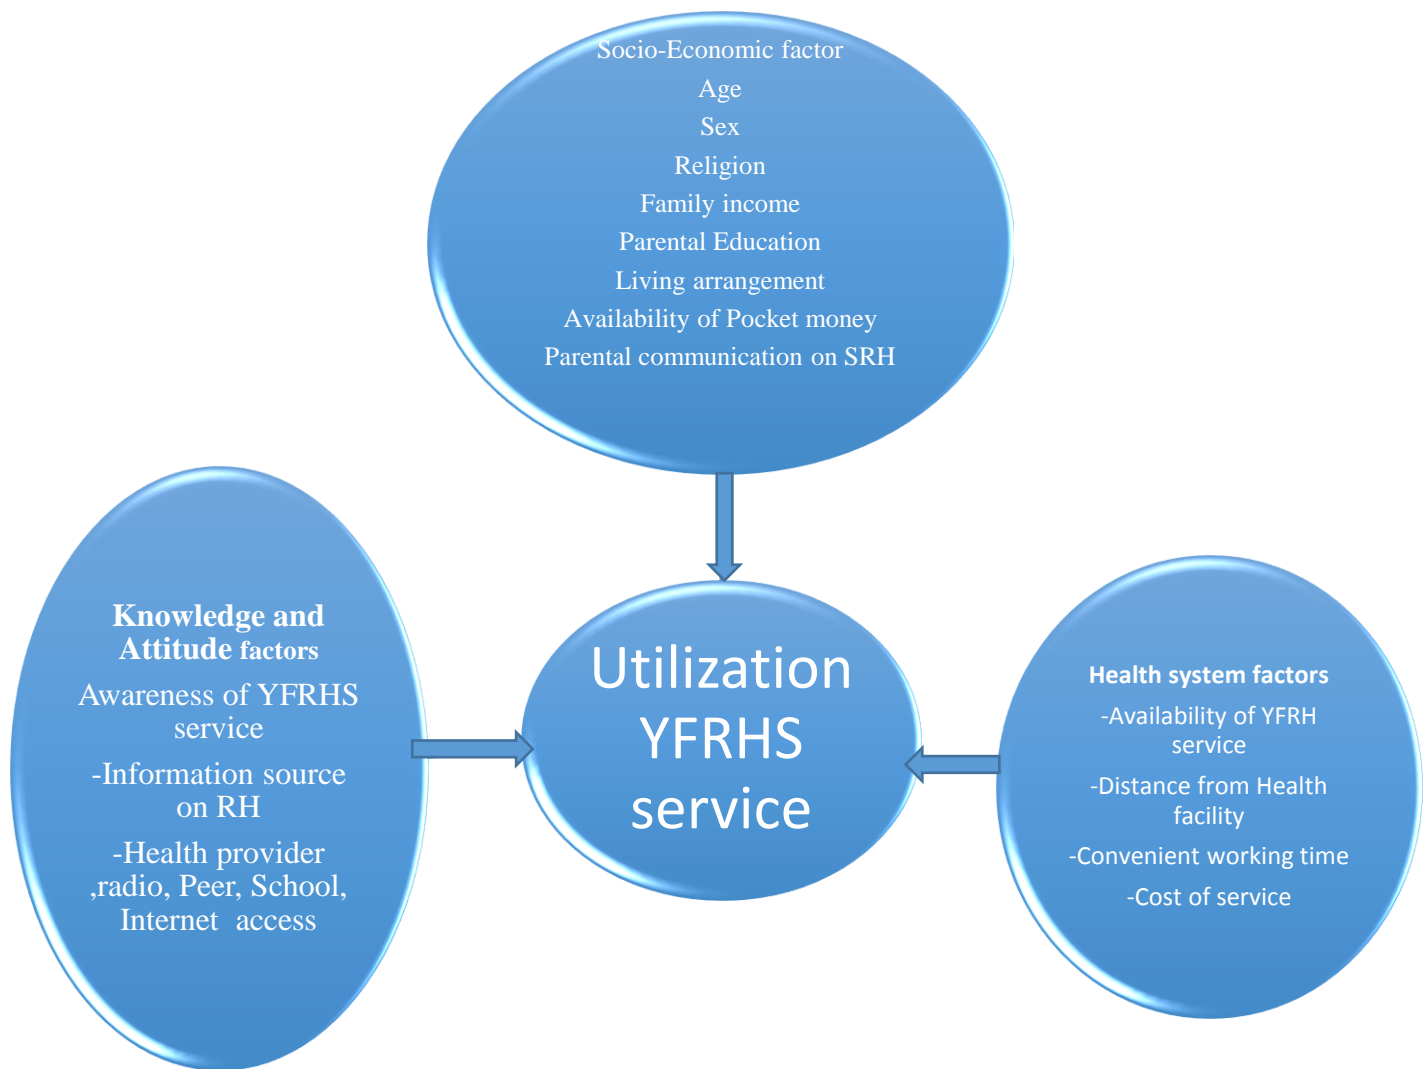 Socio-Economic factor
Age
Sex
Religion
Family income
Parental Education
Living arrangement
Availability of Pocket money
Parental communication on SRH
Knowledge and
Attitude factors
Awareness of YFRHS
service
-Information source
on RH
-Health provider
,radio, Peer, School,
Internet access
Utilization
YFRHS
service
Health system factors
-Availability of YFRH
service
-Distance from Health
facility
-Convenient working time
-Cost of service